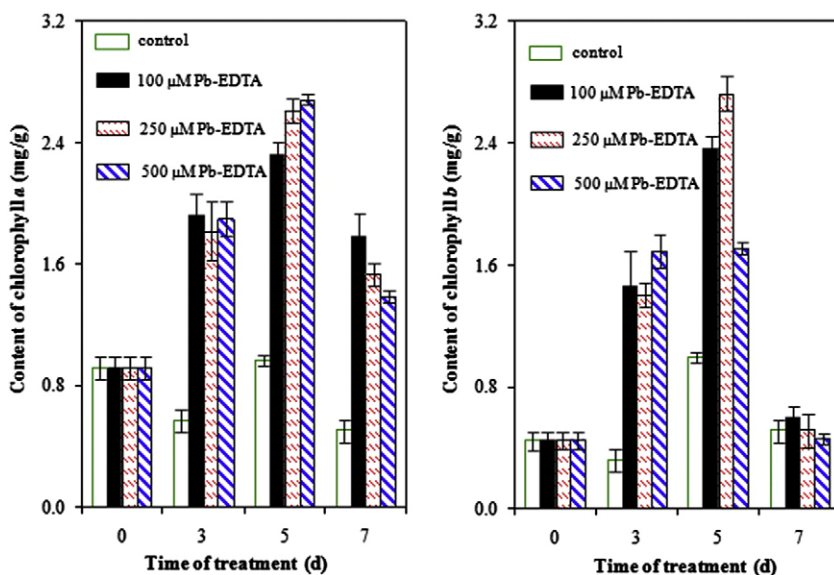 3.2
2.4
1.6
0.8
0.0
Content of chlorophyll a (mg/g)
control
100 μM Pb-EDTA
250 μM Pb-EDTA
500 μM Pb-EDTA
0 3 5 7
Time of treatment (d)
3.2
2.4
1.6
0.8
0.0
Content of chlorophyll b (mg/g)
control
100 μM Pb-EDTA
250 μM Pb-EDTA
500 μM Pb-EDTA
0 3 5 7
Time of treatment (d)